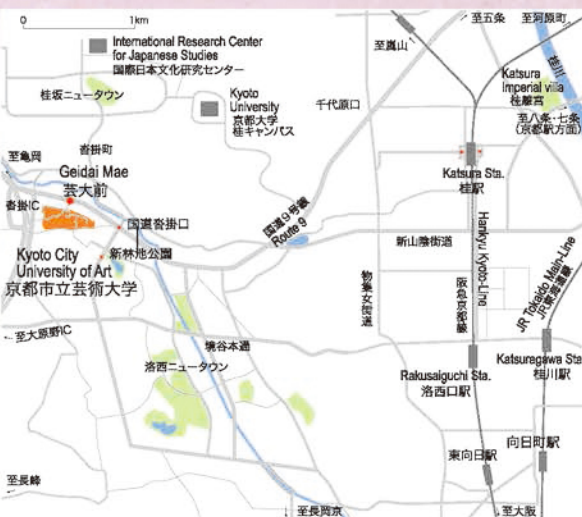 0
1km
International Research Center
for Japanese Studies
国際日本文化研究センター
桂坂ニュータウン
Kyoto
University
京都大学
桂キャンパス
至嵐山
至五条
至河原町
桂川
Katsura
Imperial villa
桂離宮
至八条・七条
(京都駅方面)
千代原口
至亀岡
沓掛町
Geidai Mae
芸大前
沓掛IC
国道沓掛口
新林池公園
Kyoto City
University of Art
京都市立芸術大学
国道9号線
Route 9
Katsura Sta.
桂駅
新山陰街道
物集女街道
Hankyu Kyoto-Line
阪急京都線
JR Tokaido Main-Line
JR東海道線
至大原野IC
境谷本通
洛西ニュータウン
Rakusaiguchi Sta.
洛西口駅
Katsuragawa Sta
桂川駅
東向日駅
向日町駅
至長峰
至長岡京
至大阪